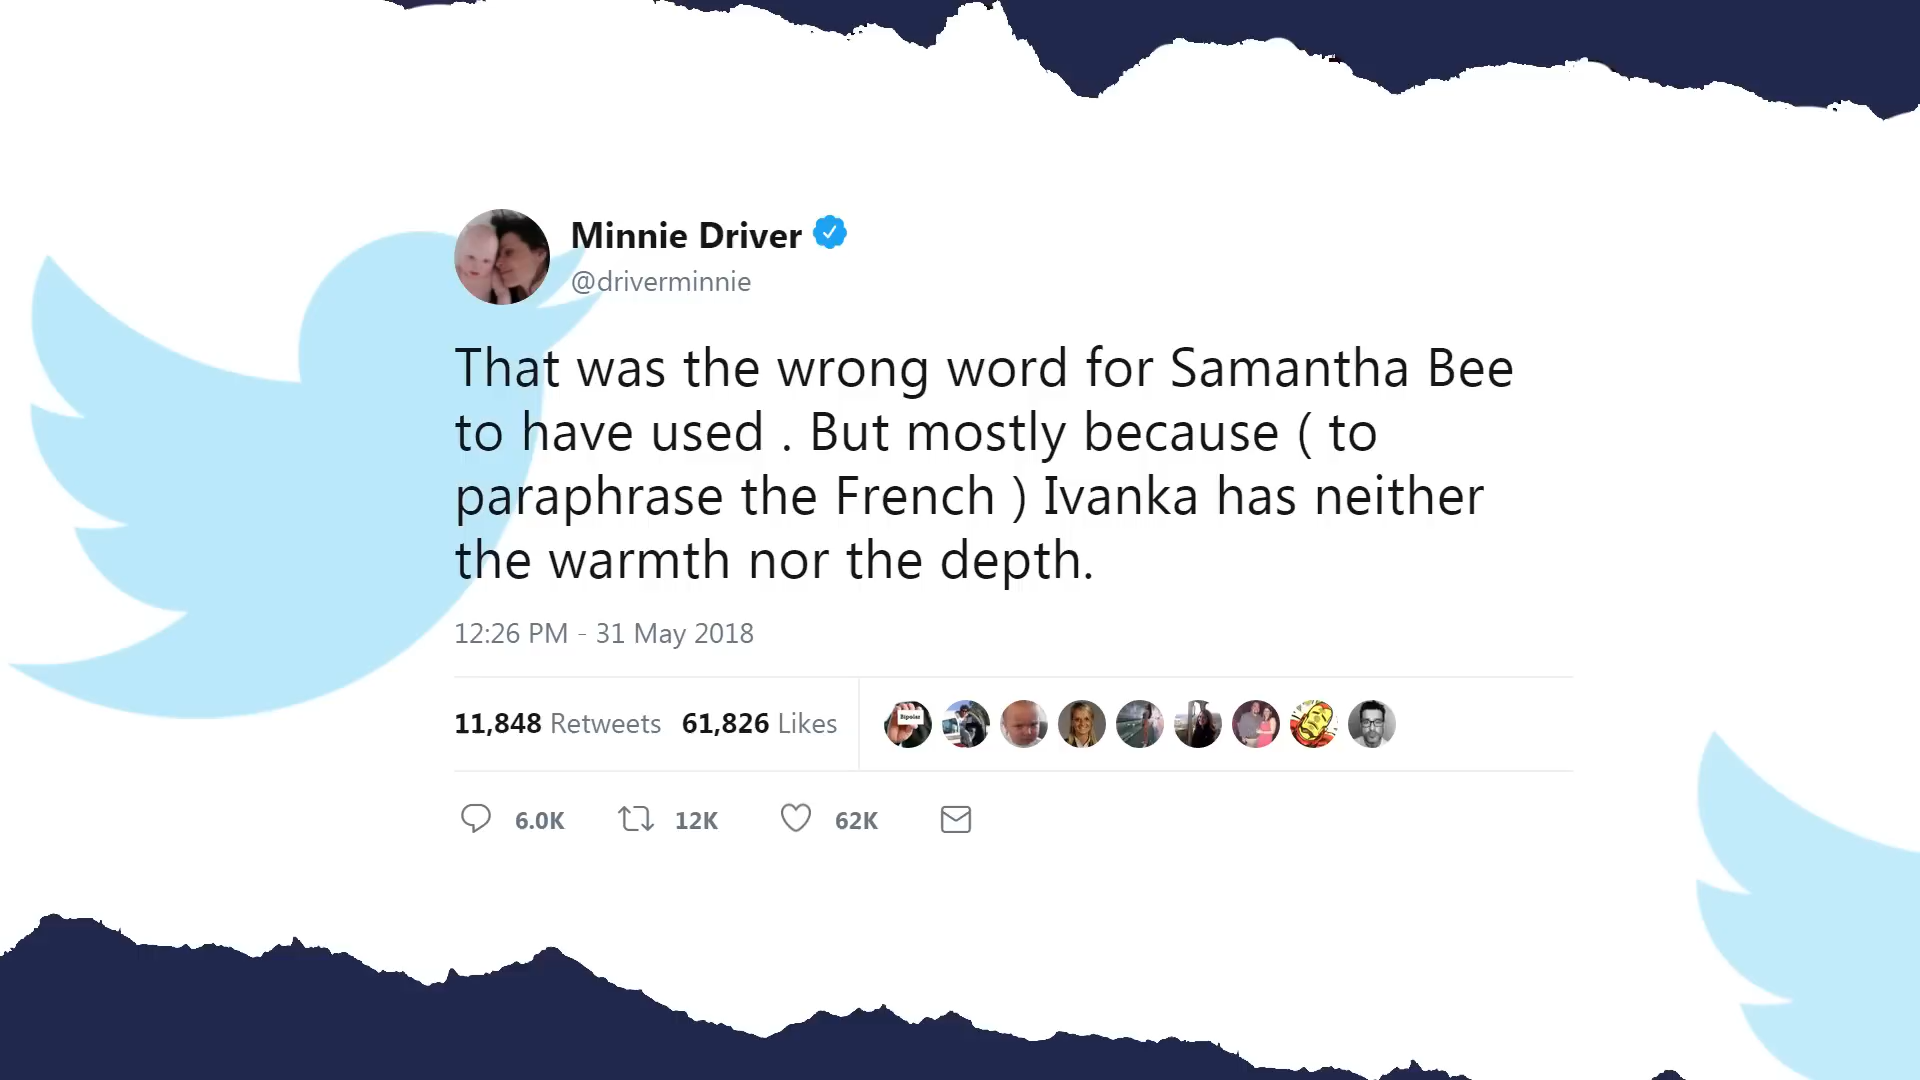 Minnie Driver
@driverminnie
That was the wrong word for Samantha Bee
to have used . But mostly because ( to
paraphrase the French ) Ivanka has neither
the warmth nor the depth.
12:26 PM - 31 May 2018
11,848 Retweets 61,826 Likes
Bipolar
6.0K 12K 62K